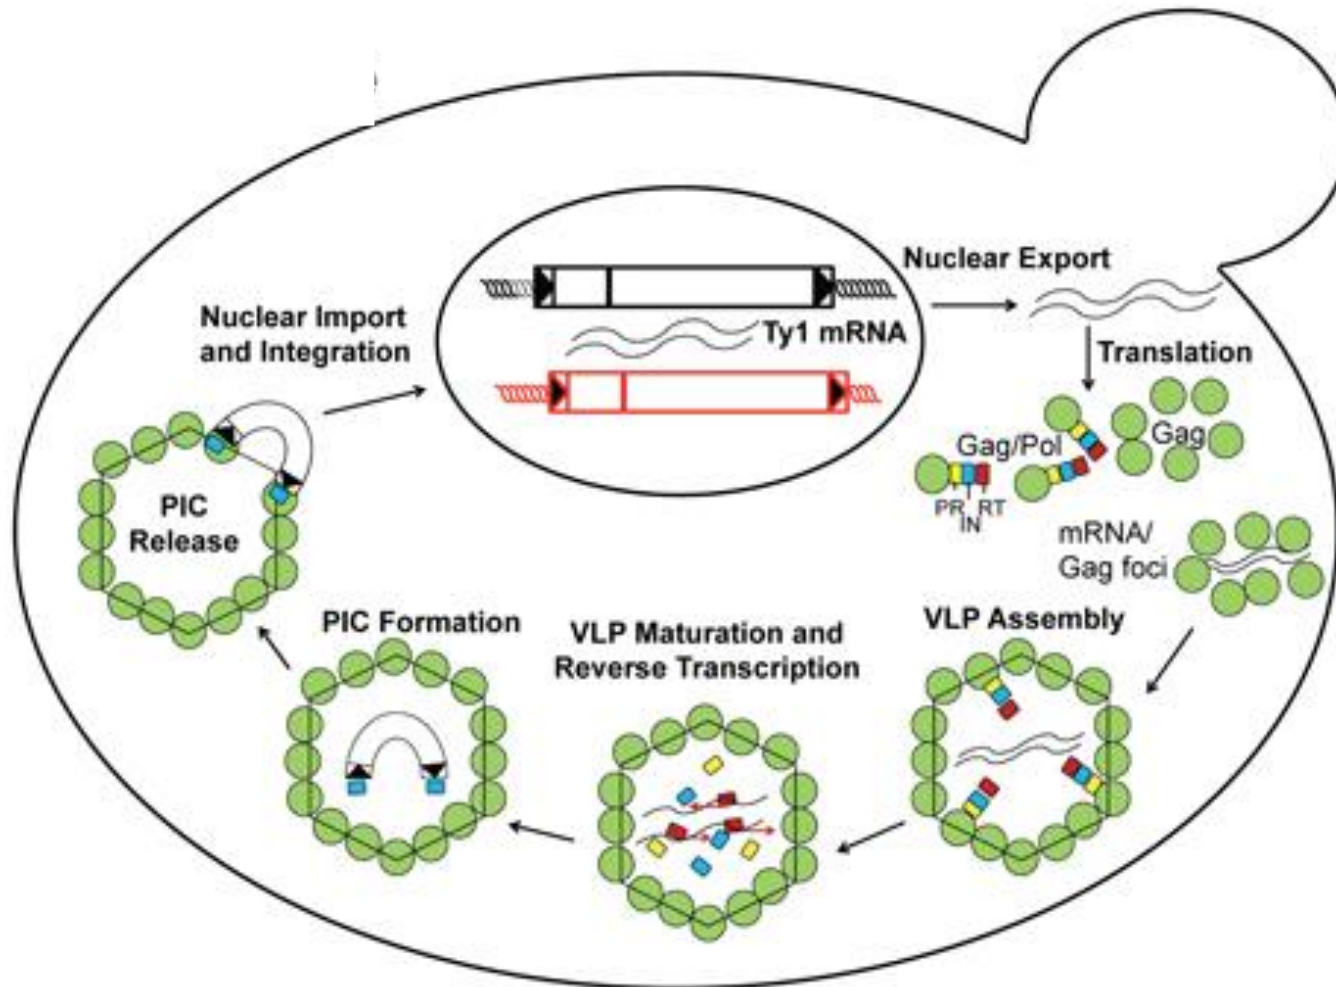 Nuclear Export
Nuclear Import
and Integration
Ty1 mRNA
Translation
Gag/Pol
Gag
PR
IN
RT
PIC
Release
mRNA/
Gag foci
PIC Formation
VLP Maturation and
Reverse Transcription
VLP Assembly